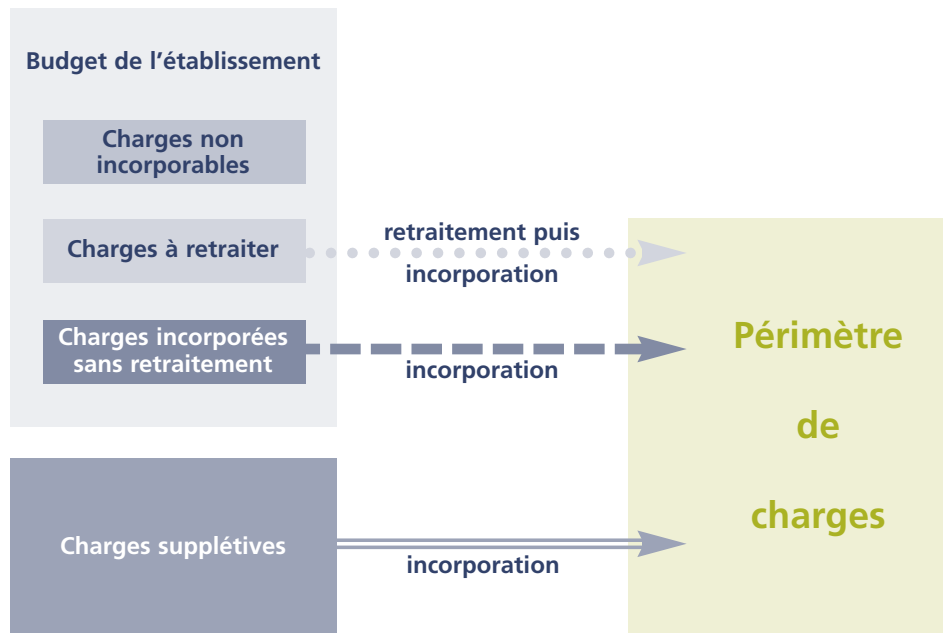 Budget de l'établissement
Charges non
incorporables
Charges à retraiter
retraitement puis
incorporation
Charges incorporées
sans retraitement
incorporation
Charges supplétives
incorporation
Périmètre
de
charges